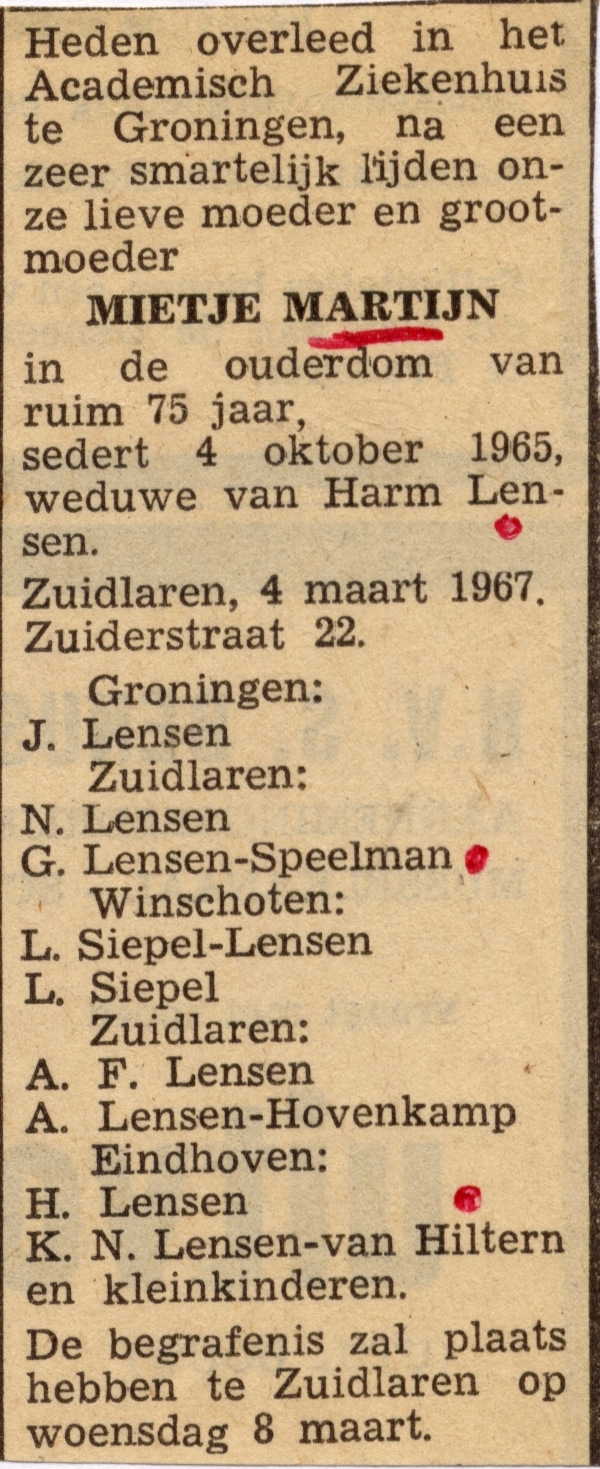 Heden overleed in het
Academisch Ziekenhuis
te Groningen, na een
zeer smartelijk lijden on-
ze lieve moeder en groot-
moeder
MIETJE MARTIJN
in de ouderdom van
ruim 75 jaar,
sedert 4 oktober 1965,
weduwe van Harm Len-
sen.
Zuidlaren, 4 maart 1967.
Zuiderstraat 22.
Groningen:
J. Lensen
Zuidlaren:
N. Lensen
G. Lensen-Speelman
Winschoten:
L. Siepel-Lensen
L. Siepel
Zuidlaren:
A. F. Lensen
A. Lensen-Hovenkamp
Eindhoven:
H. Lensen
K. N. Lensen-van Hiltern
en kleinkinderen.
De begrafenis zal plaats
hebben te Zuidlaren op
woensdag 8 maart.